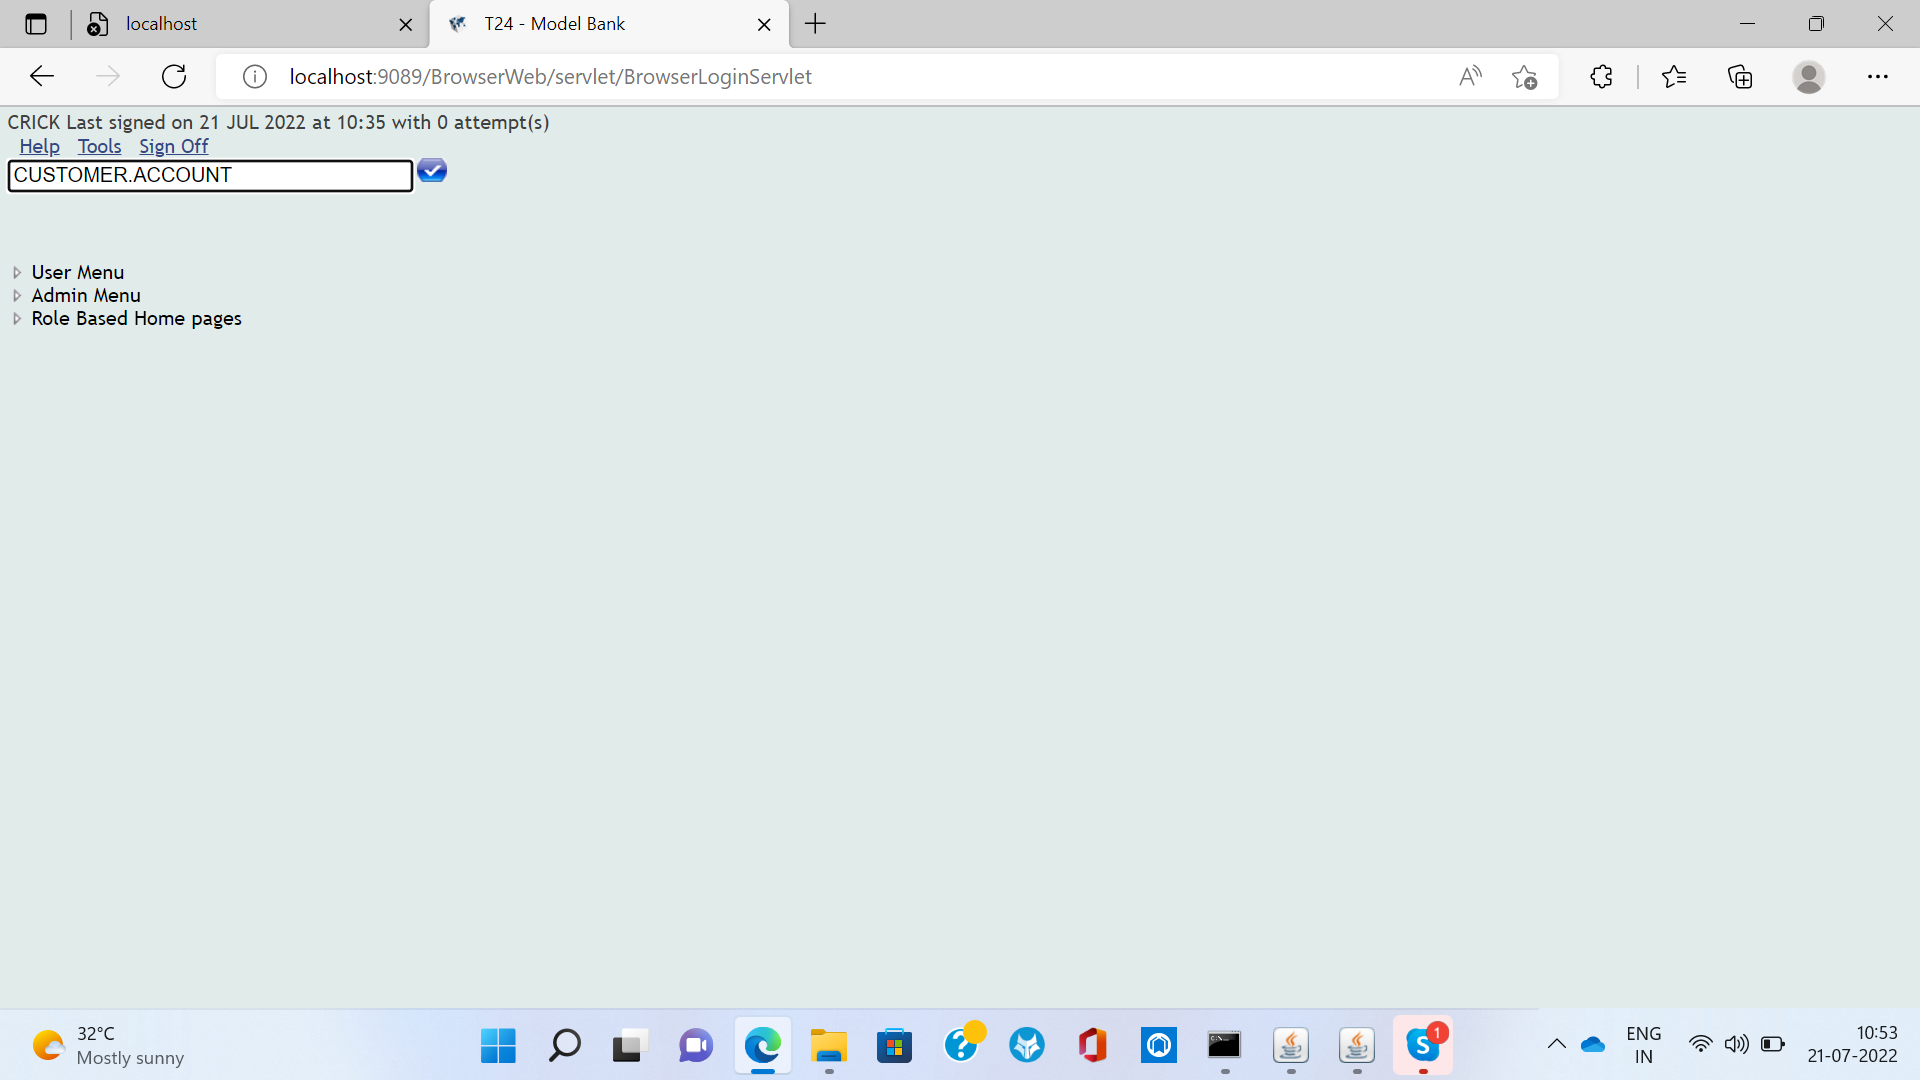 localhost
T24 - Model Bank
localhost:9089/BrowserWeb/servlet/BrowserLoginServlet
CRICK Last signed on 21 JUL 2022 at 10:35 with 0 attempt(s)
Help Tools Sign Off
CUSTOMER.ACCOUNT
User Menu
Admin Menu
Role Based Home pages
32°C
Mostly sunny
1
ENG
IN
10:53
21-07-2022